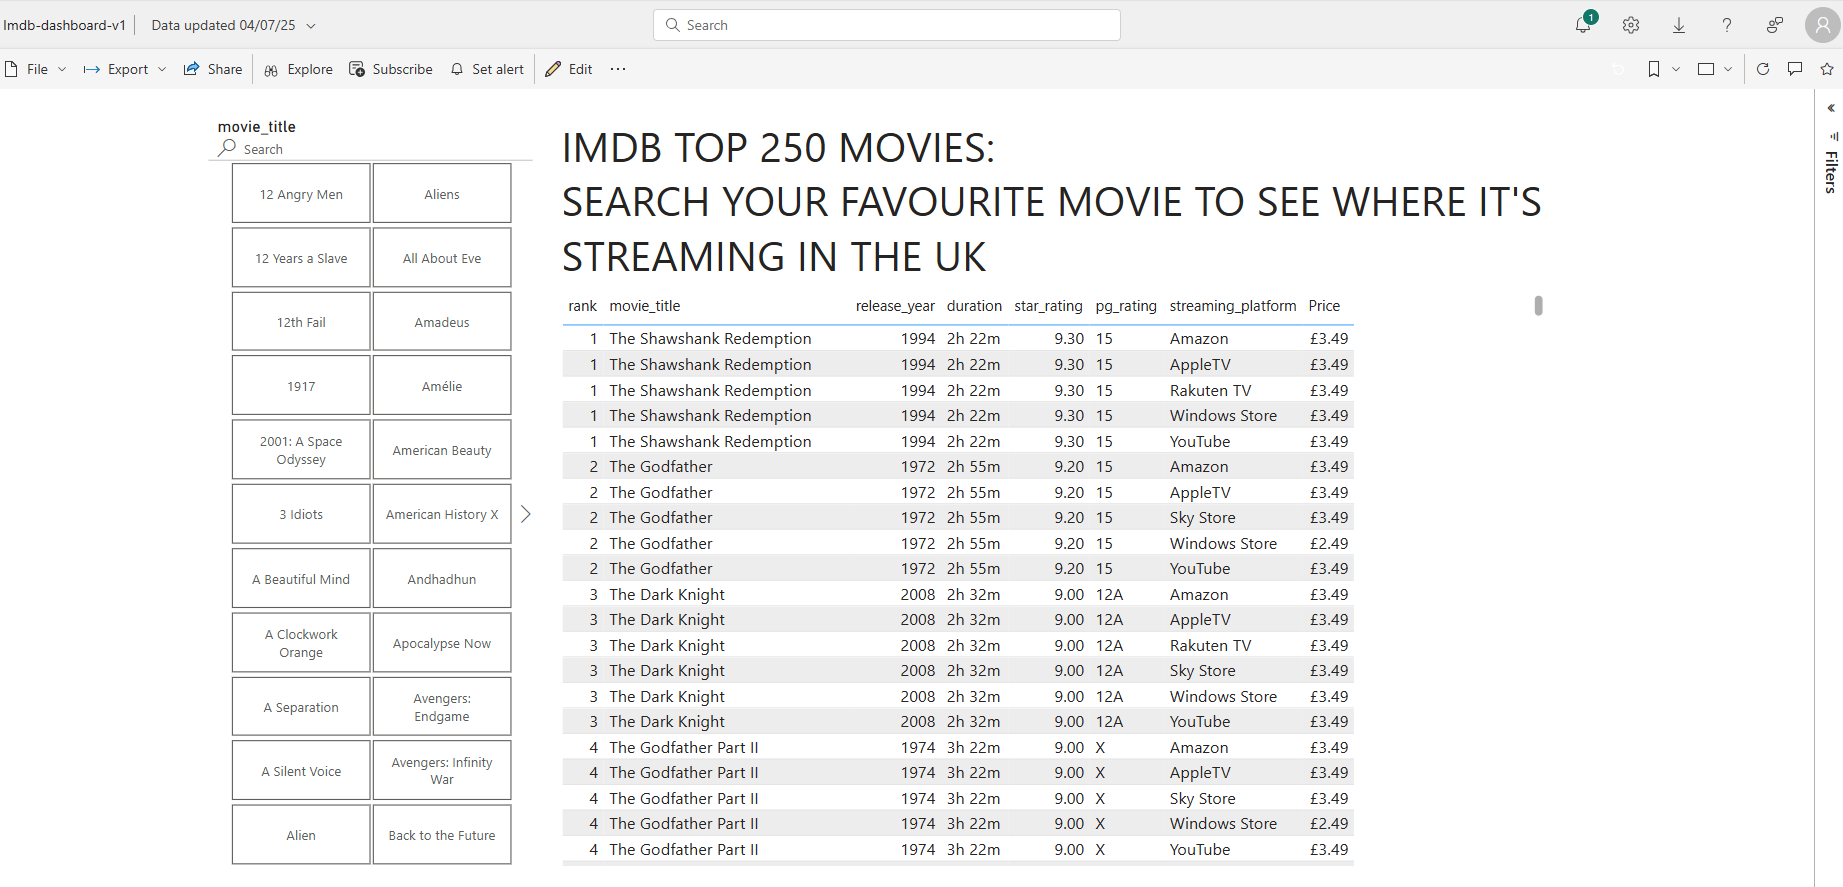 Imdb-dashboard-v1 Data updated 04/07/25 Search 1
File Export Share Explore Subscribe Set alert Edit ...
Filters
movie_title
Search
12 Angry Men Aliens
12 Years a Slave All About Eve
12th Fail Amadeus
1917 Amélie
2001: A Space
Odyssey
American Beauty
3 Idiots American History X
A Beautiful Mind Andhadhun
A Clockwork
Orange
Apocalypse Now
A Separation
Avengers:
Endgame
A Silent Voice
Avengers: Infinity
War
Alien Back to the Future
IMDB TOP 250 MOVIES:
SEARCH YOUR FAVOURITE MOVIE TO SEE WHERE IT'S
STREAMING IN THE UK
rank movie_title release_year duration star_rating pg_rating streaming_platform Price
1 The Shawshank Redemption 1994 2h 22m 9.30 15 Amazon £3.49
1 The Shawshank Redemption 1994 2h 22m 9.30 15 AppleTV £3.49
1 The Shawshank Redemption 1994 2h 22m 9.30 15 Rakuten TV £3.49
1 The Shawshank Redemption 1994 2h 22m 9.30 15 Windows Store £3.49
1 The Shawshank Redemption 1994 2h 22m 9.30 15 YouTube £3.49
2 The Godfather 1972 2h 55m 9.20 15 Amazon £3.49
2 The Godfather 1972 2h 55m 9.20 15 AppleTV £3.49
2 The Godfather 1972 2h 55m 9.20 15 Sky Store £3.49
2 The Godfather 1972 2h 55m 9.20 15 Windows Store £2.49
2 The Godfather 1972 2h 55m 9.20 15 YouTube £3.49
3 The Dark Knight 2008 2h 32m 9.00 12A Amazon £3.49
3 The Dark Knight 2008 2h 32m 9.00 12A AppleTV £3.49
3 The Dark Knight 2008 2h 32m 9.00 12A Rakuten TV £3.49
3 The Dark Knight 2008 2h 32m 9.00 12A Sky Store £3.49
3 The Dark Knight 2008 2h 32m 9.00 12A Windows Store £3.49
3 The Dark Knight 2008 2h 32m 9.00 12A YouTube £3.49
4 The Godfather Part II 1974 3h 22m 9.00 X Amazon £3.49
4 The Godfather Part II 1974 3h 22m 9.00 X AppleTV £3.49
4 The Godfather Part II 1974 3h 22m 9.00 X Sky Store £3.49
4 The Godfather Part II 1974 3h 22m 9.00 X Windows Store £2.49
4 The Godfather Part II 1974 3h 22m 9.00 X YouTube £3.49